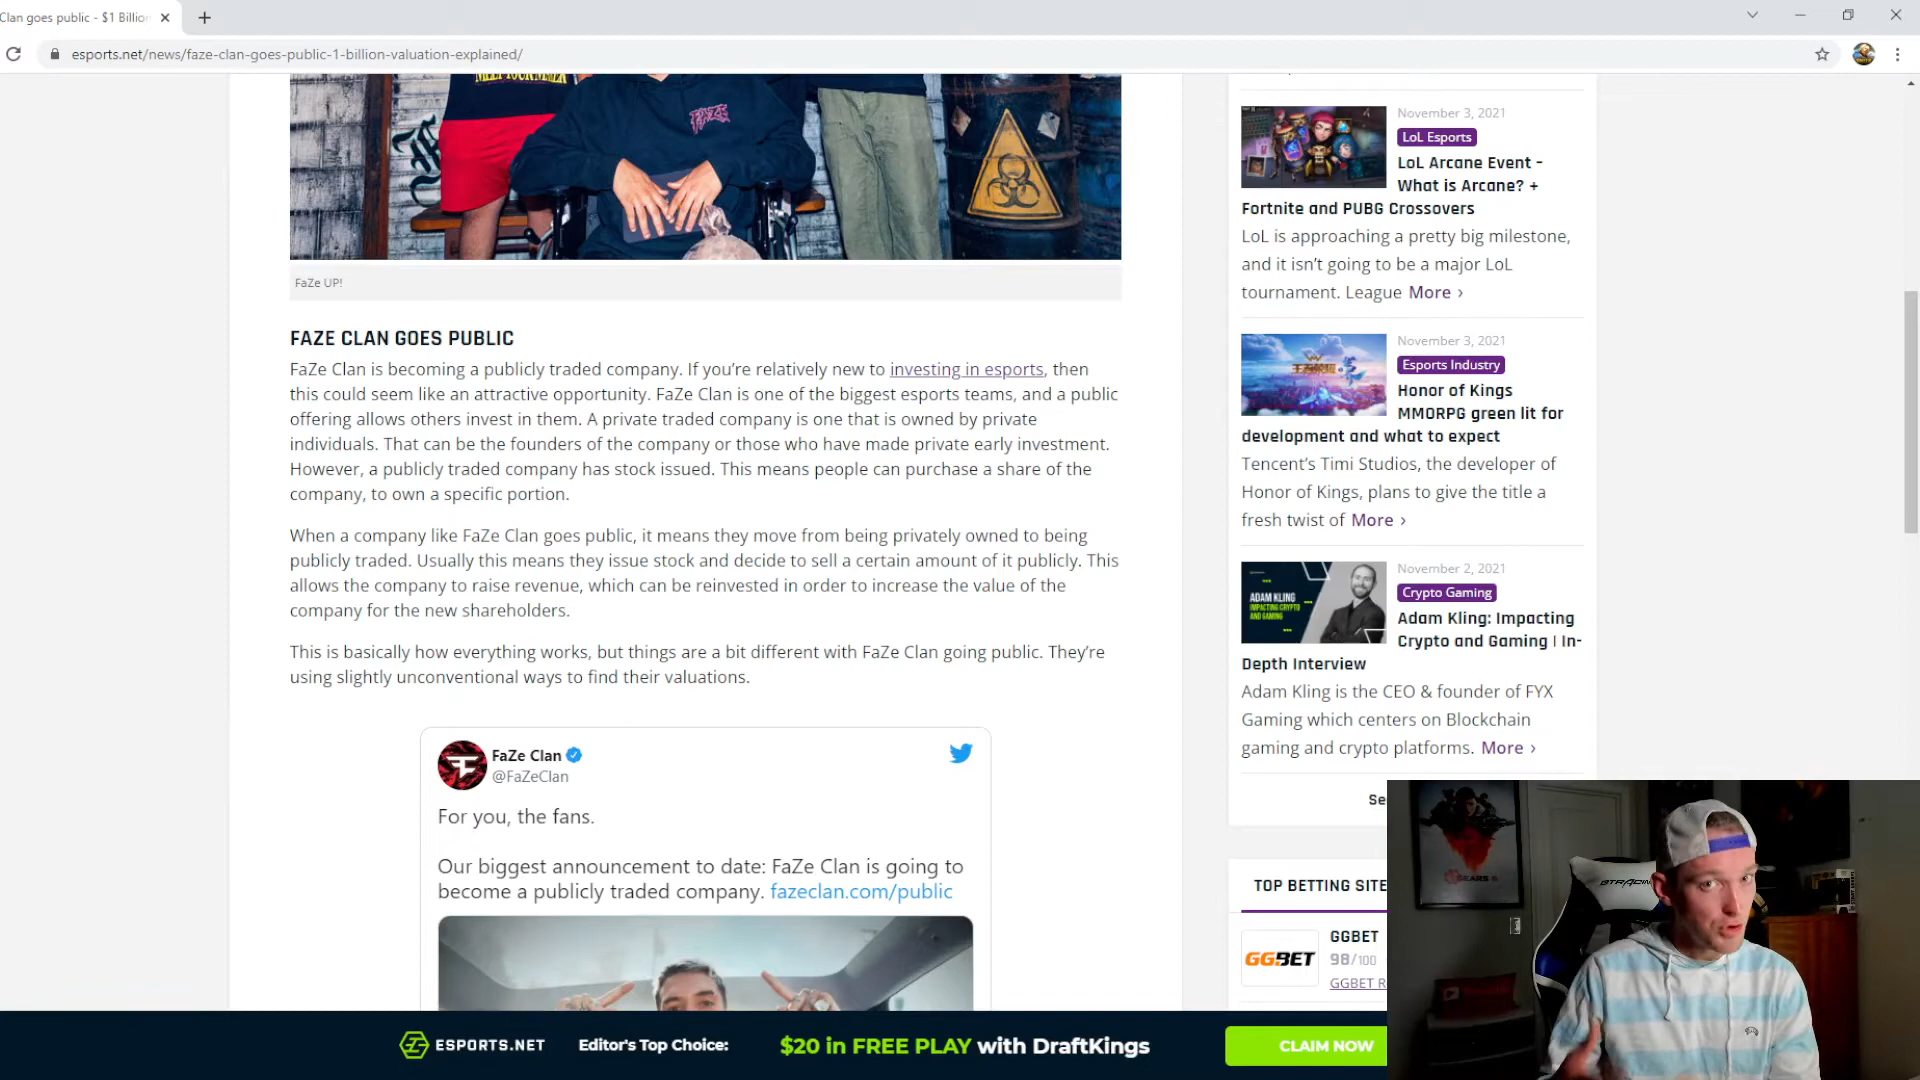 Clan goes public - $1 Billion
esports.net/news/faze-clan-goes-public-1-billion-valuation-explained/
FAZE
FaZe UP!
FAZE CLAN GOES PUBLIC
FaZe Clan is becoming a publicly traded company. If you're relatively new to investing in esports, then
this could seem like an attractive opportunity. FaZe Clan is one of the biggest esports teams, and a public
offering allows others invest in them. A private traded company is one that is owned by private
individuals. That can be the founders of the company or those who have made private early investment.
However, a publicly traded company has stock issued. This means people can purchase a share of the
company, to own a specific portion.
When a company like FaZe Clan goes public, it means they move from being privately owned to being
publicly traded. Usually this means they issue stock and decide to sell a certain amount of it publicly. This
allows the company to raise revenue, which can be reinvested in order to increase the value of the
company for the new shareholders.
This is basically how everything works, but things are a bit different with FaZe Clan going public. They're
using slightly unconventional ways to find their valuations.
FaZe Clan
@FaZeClan
For you, the fans.
Our biggest announcement to date: FaZe Clan is going to
become a publicly traded company. fazeclan.com/public
November 3, 2021
LoL Esports
LoL Arcane Event –
What is Arcane? +
Fortnite and PUBG Crossovers
LoL is approaching a pretty big milestone,
and it isn't going to be a major LoL
tournament. League More ›
November 3, 2021
Esports Industry
Honor of Kings
MMORPG green lit for
development and what to expect
Tencent's Timi Studios, the developer of
Honor of Kings, plans to give the title a
fresh twist of More ›
November 2, 2021
Crypto Gaming
ADAM KLING
IMPACTING CRYPTO
AND GAMING
Adam Kling: Impacting
Crypto and Gaming | In-
Depth Interview
Adam Kling is the CEO & founder of FYX
Gaming which centers on Blockchain
gaming and crypto platforms. More ›
Se
TOP BETTING SITE
GGBET
GGBET
98/100
GGBET R
GEARS
GTRACING
ESPORTS.NET
Editor's Top Choice:
$20 in FREE PLAY with DraftKings
CLAIM NOW